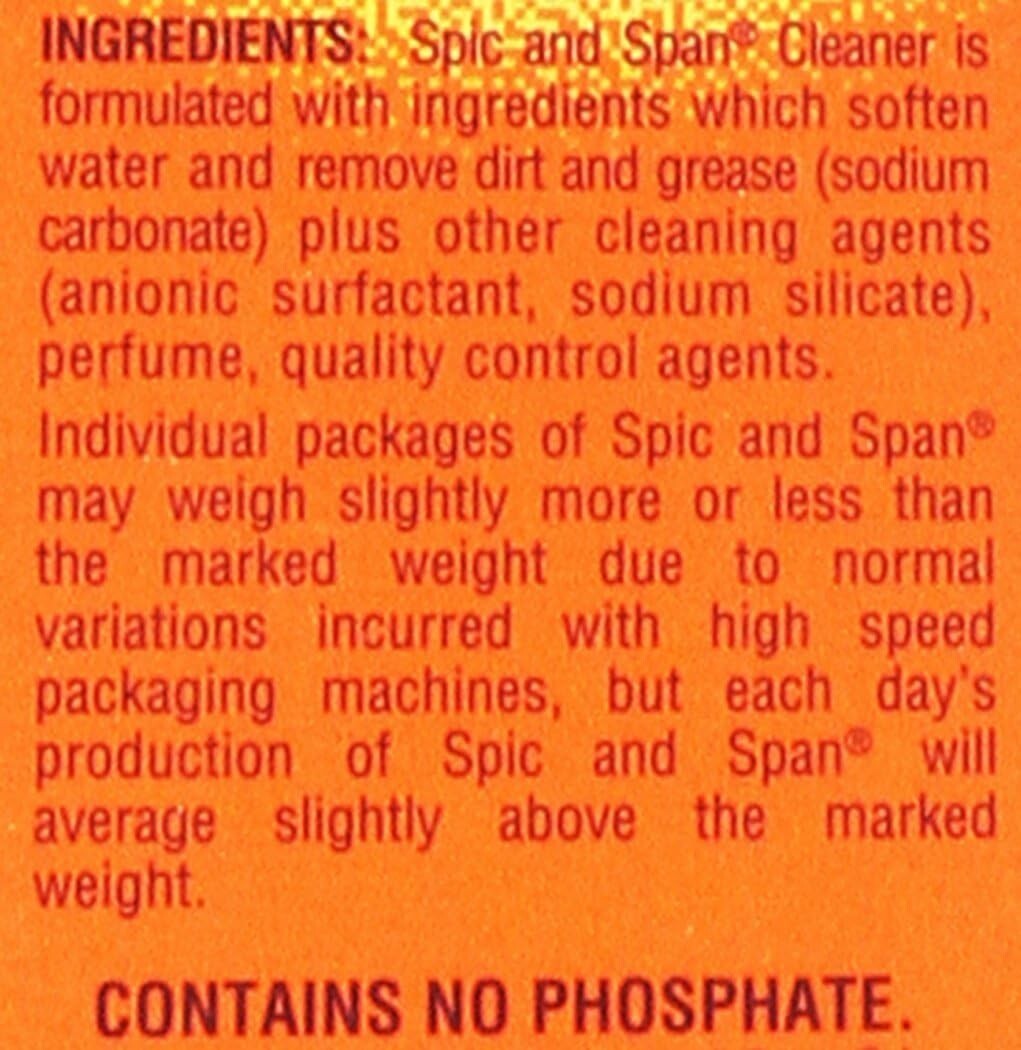 INGREDIENTS: Spic and Span® Cleaner is
formulated with ingredients which soften
water and remove dirt and grease (sodium
carbonate) plus other cleaning agents
(anionic surfactant, sodium silicate),
perfume, quality control agents.
Individual packages of Spic and Span®
may weigh slightly more or less than
the marked weight due to normal
variations incurred with high speed
packaging machines, but each day's
production of Spic and Span® will
average slightly above the marked
weight.
CONTAINS NO PHOSPHATE.